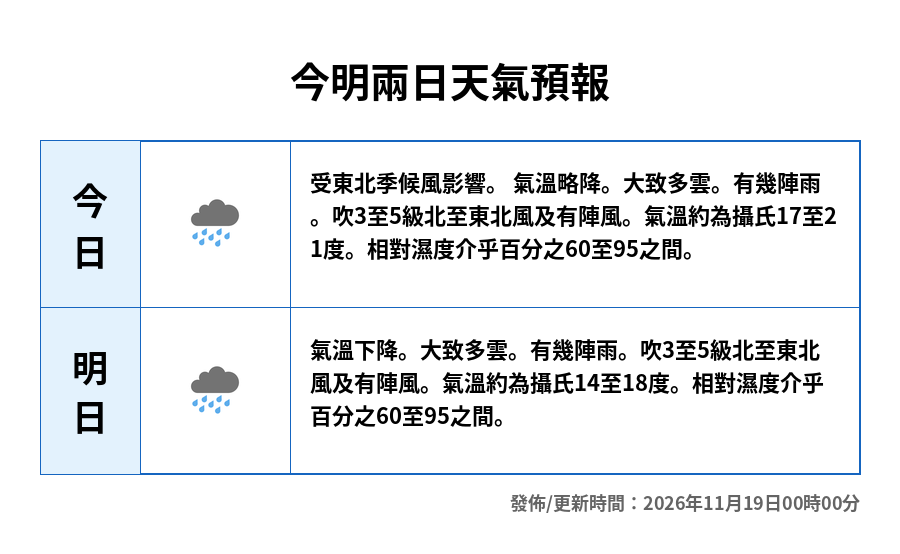 今明兩日天氣預報
今
日
受東北季候風影響。 氣溫略降。大致多雲。有幾陣雨
。吹3至5級北至東北風及有陣風。氣溫約為攝氏17至2
1度。相對濕度介乎百分之60至95之間。
明
日
氣溫下降。大致多雲。有幾陣雨。吹3至5級北至東北
風及有陣風。氣溫約為攝氏14至18度。相對濕度介乎
百分之60至95之間。
發佈/更新時間：2026年11月19日00時00分